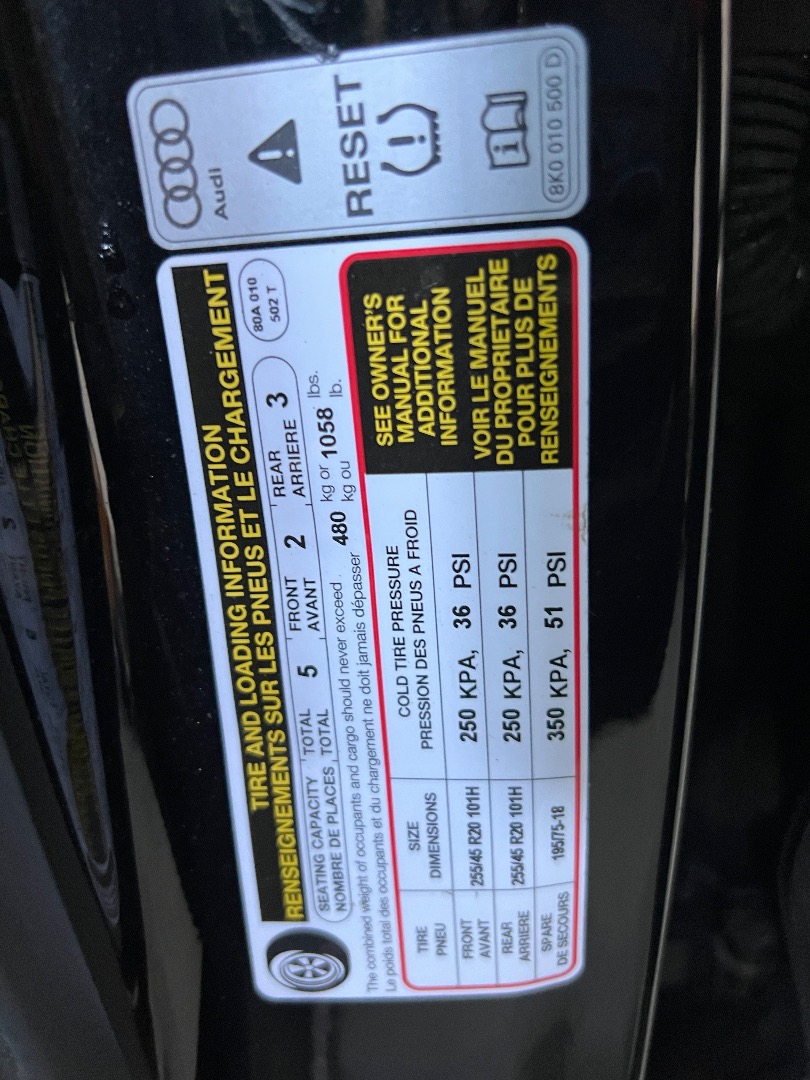 Audi
RESET
8K0 010 500 D
TIRE AND LOADING INFORMATION
RENSEIGNEMENTS SUR LES PNEUS ET LE CHARGEMENT
80A 010
502 T
SEATING CAPACITY TOTAL 5 FRONT 2 REAR 3
NOMBRE DE PLACES TOTAL AVANT ARRIERE
The combined weight of occupants and cargo should never exceed 480 kg or 1058 lbs.
Le poids total des occupants et du chargement ne doit jamais dépasser kg ou lb.
TIRE SIZE COLD TIRE PRESSURE
PNEU DIMENSIONS PRESSION DES PNEUS A FROID
FRONT 255/45 R20 101H 250 KPA, 36 PSI
AVANT
REAR 255/45 R20 101H 250 KPA, 36 PSI
ARRIERE
SPARE 195/75-18 350 KPA, 51 PSI
DE SECOURS
SEE OWNER'S
MANUAL FOR
ADDITIONAL
INFORMATION
VOIR LE MANUEL
DU PROPRIETAIRE
POUR PLUS DE
RENSEIGNEMENTS